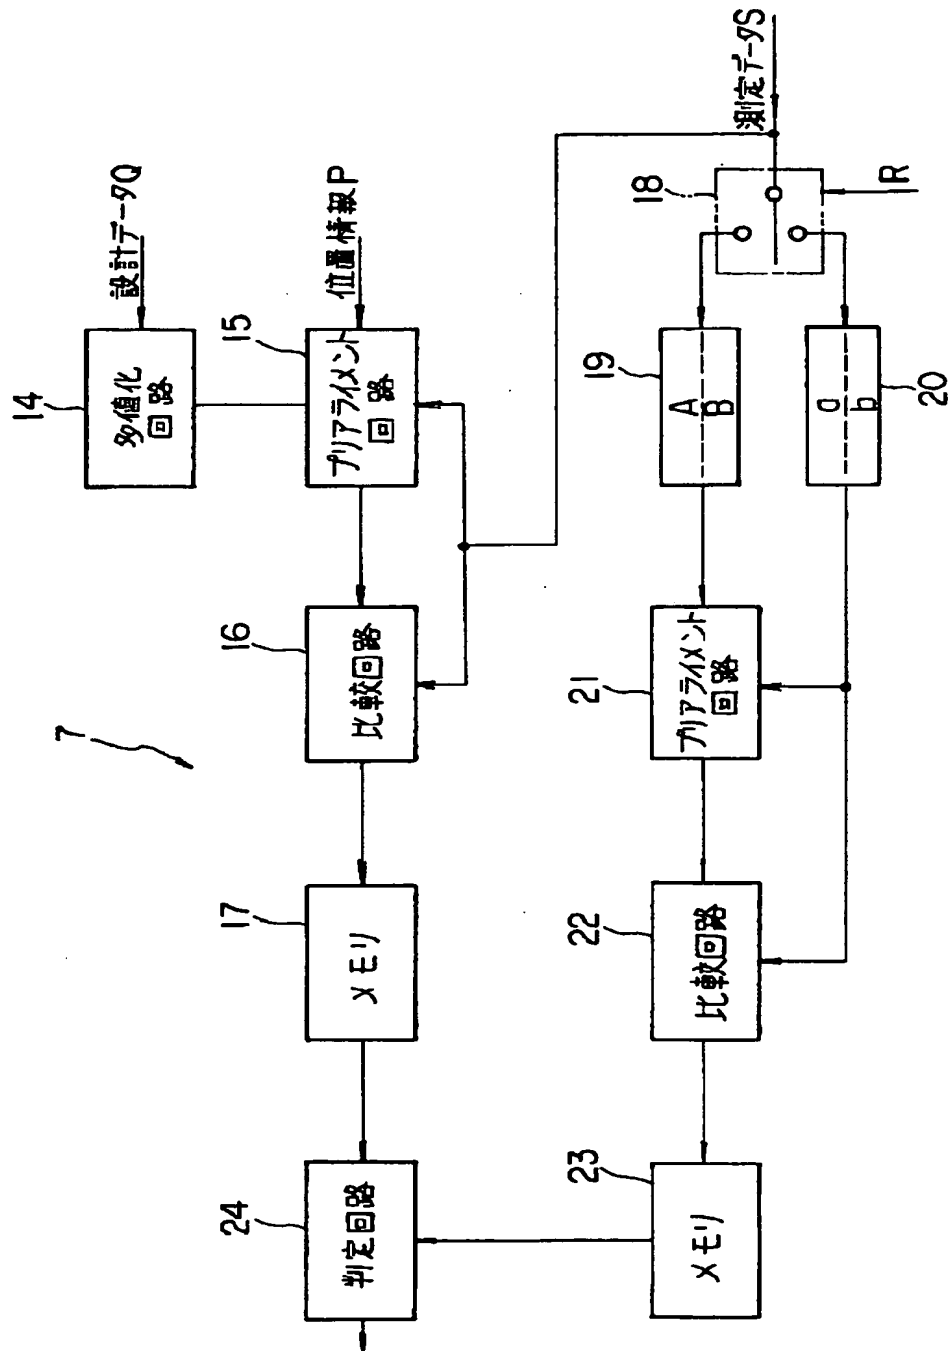 7
設計データQ
14
多値化
回路
位置情報P
15
プリアライメント
回路
16
比較回路
17
メモリ
24
判定回路
測定データS
18
R
19
A
B
20
a
b
21
プリアライメント
回路
22
比較回路
23
メモリ